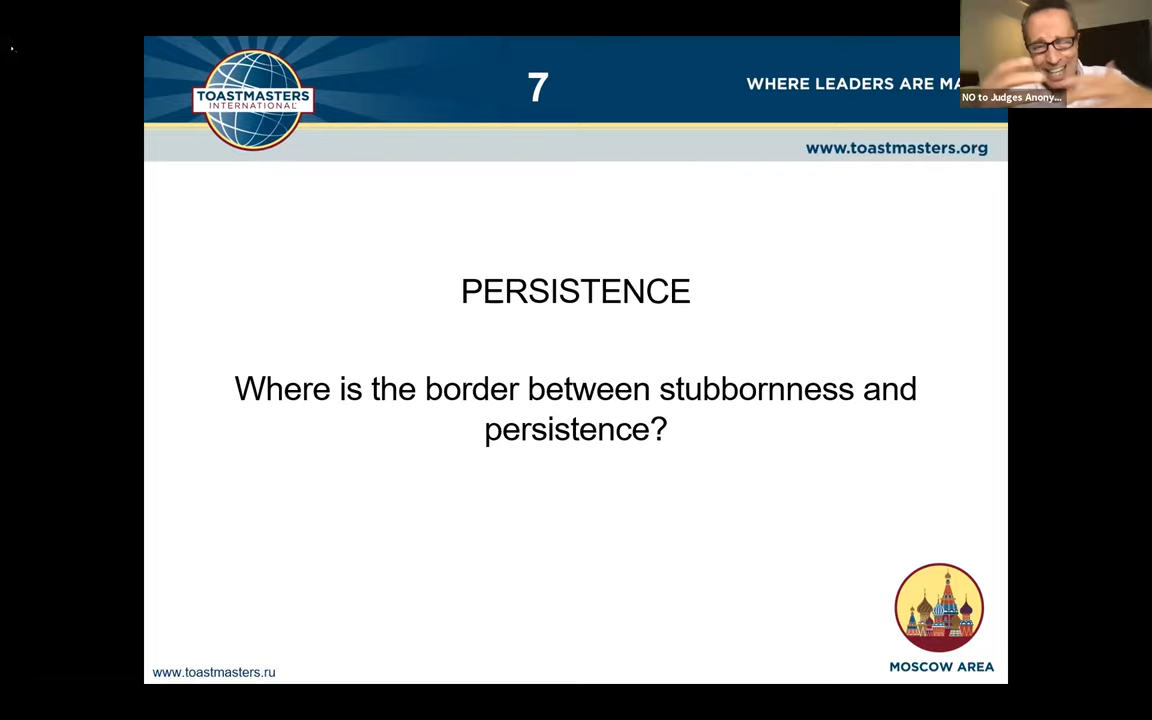 TOASTMASTERS
INTERNATIONAL
7
WHERE LEADERS ARE
NO to Judges Anony...
www.toastmasters.org
PERSISTENCE
Where is the border between stubbornness and
persistence?
MOSCOW AREA
www.toastmasters.ru